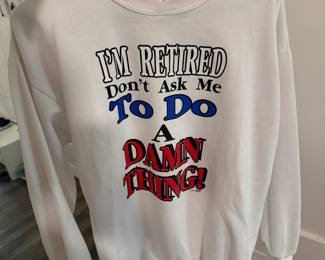 I'M RETIRED
Don't Ask Me
To Do
A
DAMN
THING!